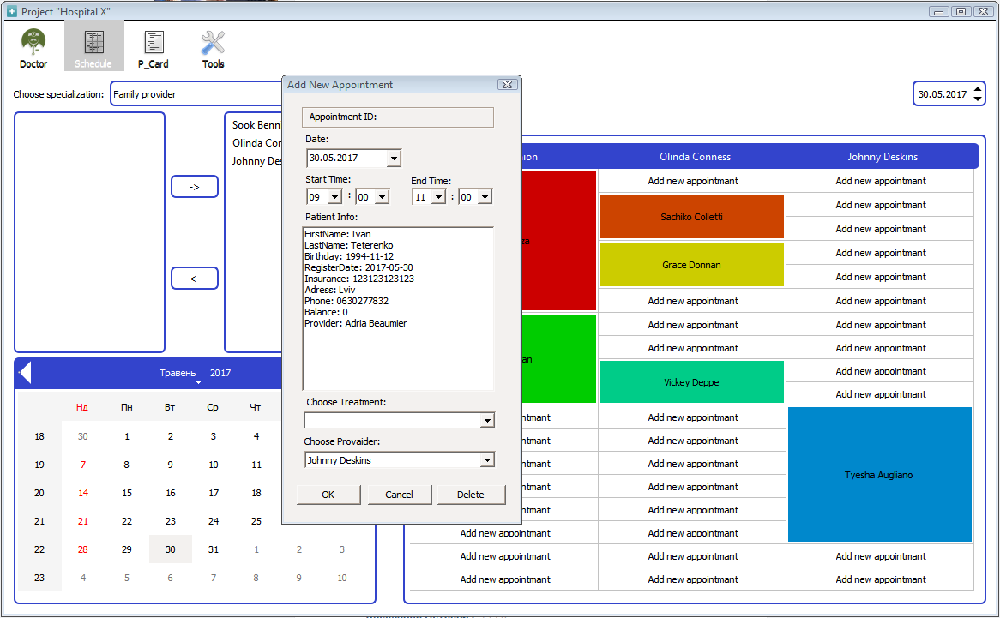 Project "Hospital X"
Doctor
Schedule
P_Card
Tools
Choose specialization:
Family provider
30.05.2017
Sook Benn
Olinda Cor
Johnny Des
->
<-
Травень 2017
Нд Пн Вт Ср Чт
18 30 1 2 3 4
19 7 8 9 10 11
20 14 15 16 17 18
21 21 22 23 24 25
22 28 29 30 31 1 2 3
23 4 5 6 7 8 9 10
Add New Appointment
Appointment ID:
Date:
30.05.2017
Start Time: End Time:
09 : 00 11 : 00
Patient Info:
FirstName: Ivan
LastName: Teterenko
Birthday: 1994-11-12
RegisterDate: 2017-05-30
Insurance: 123123123123
Adress: Lviv
Phone: 0630277832
Balance: 0
Provider: Adria Beaumier
Choose Treatment:
Choose Provaider:
Johnny Deskins
OK Cancel Delete
ion Olinda Conness Johnny Deskins
Add new appointmant Add new appointmant
Sachiko Colletti Add new appointmant
za Add new appointmant
Grace Donnan Add new appointmant
Add new appointmant
Add new appointmant Add new appointmant
Add new appointmant Add new appointmant
Add new appointmant Add new appointmant
an Vickey Deppe Add new appointmant
Add new appointmant
ntmant Add new appointmant
ntmant Add new appointmant
ntmant Add new appointmant Tyesha Augliano
ntmant Add new appointmant
ntmant Add new appointmant
Add new appointmant Add new appointmant
Add new appointmant Add new appointmant Add new appointmant
Add new appointmant Add new appointmant Add new appointmant